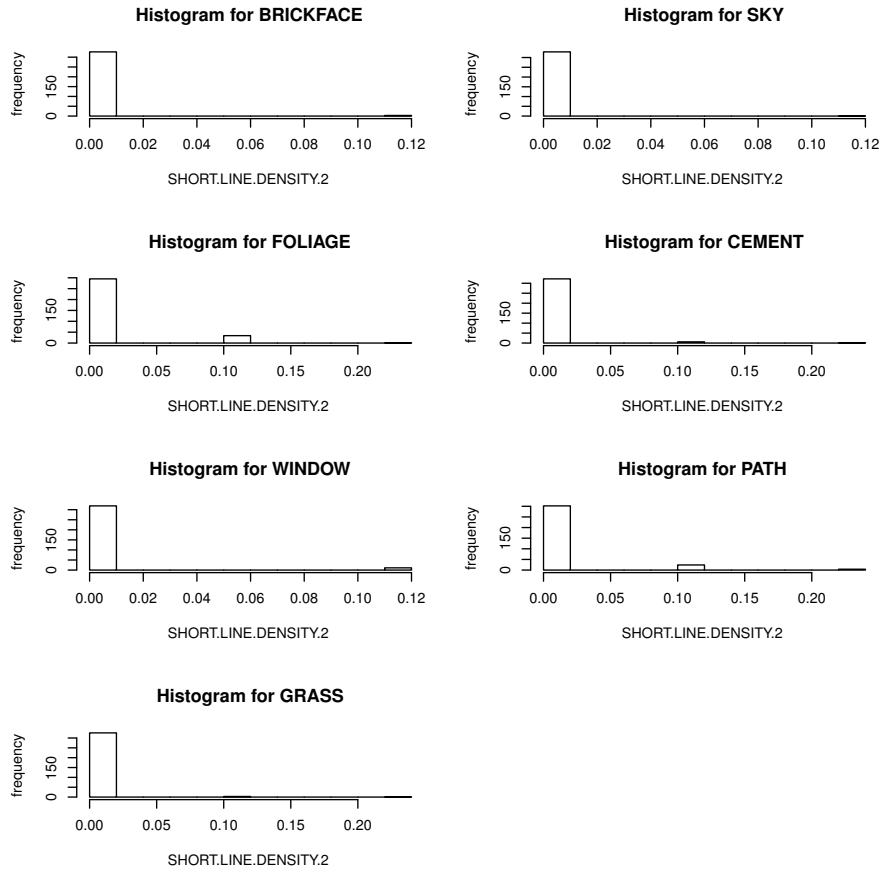 Histogram for BRICKFACE
frequency
0 150
0.00 0.02 0.04 0.06 0.08 0.10 0.12
SHORT.LINE.DENSITY.2
Histogram for SKY
frequency
0 150
0.00 0.02 0.04 0.06 0.08 0.10 0.12
SHORT.LINE.DENSITY.2
Histogram for FOLIAGE
frequency
0 150
0.00 0.05 0.10 0.15 0.20
SHORT.LINE.DENSITY.2
Histogram for CEMENT
frequency
0 150
0.00 0.05 0.10 0.15 0.20
SHORT.LINE.DENSITY.2
Histogram for WINDOW
frequency
0 150
0.00 0.02 0.04 0.06 0.08 0.10 0.12
SHORT.LINE.DENSITY.2
Histogram for PATH
frequency
0 150
0.00 0.05 0.10 0.15 0.20
SHORT.LINE.DENSITY.2
Histogram for GRASS
frequency
0 150
0.00 0.05 0.10 0.15 0.20
SHORT.LINE.DENSITY.2